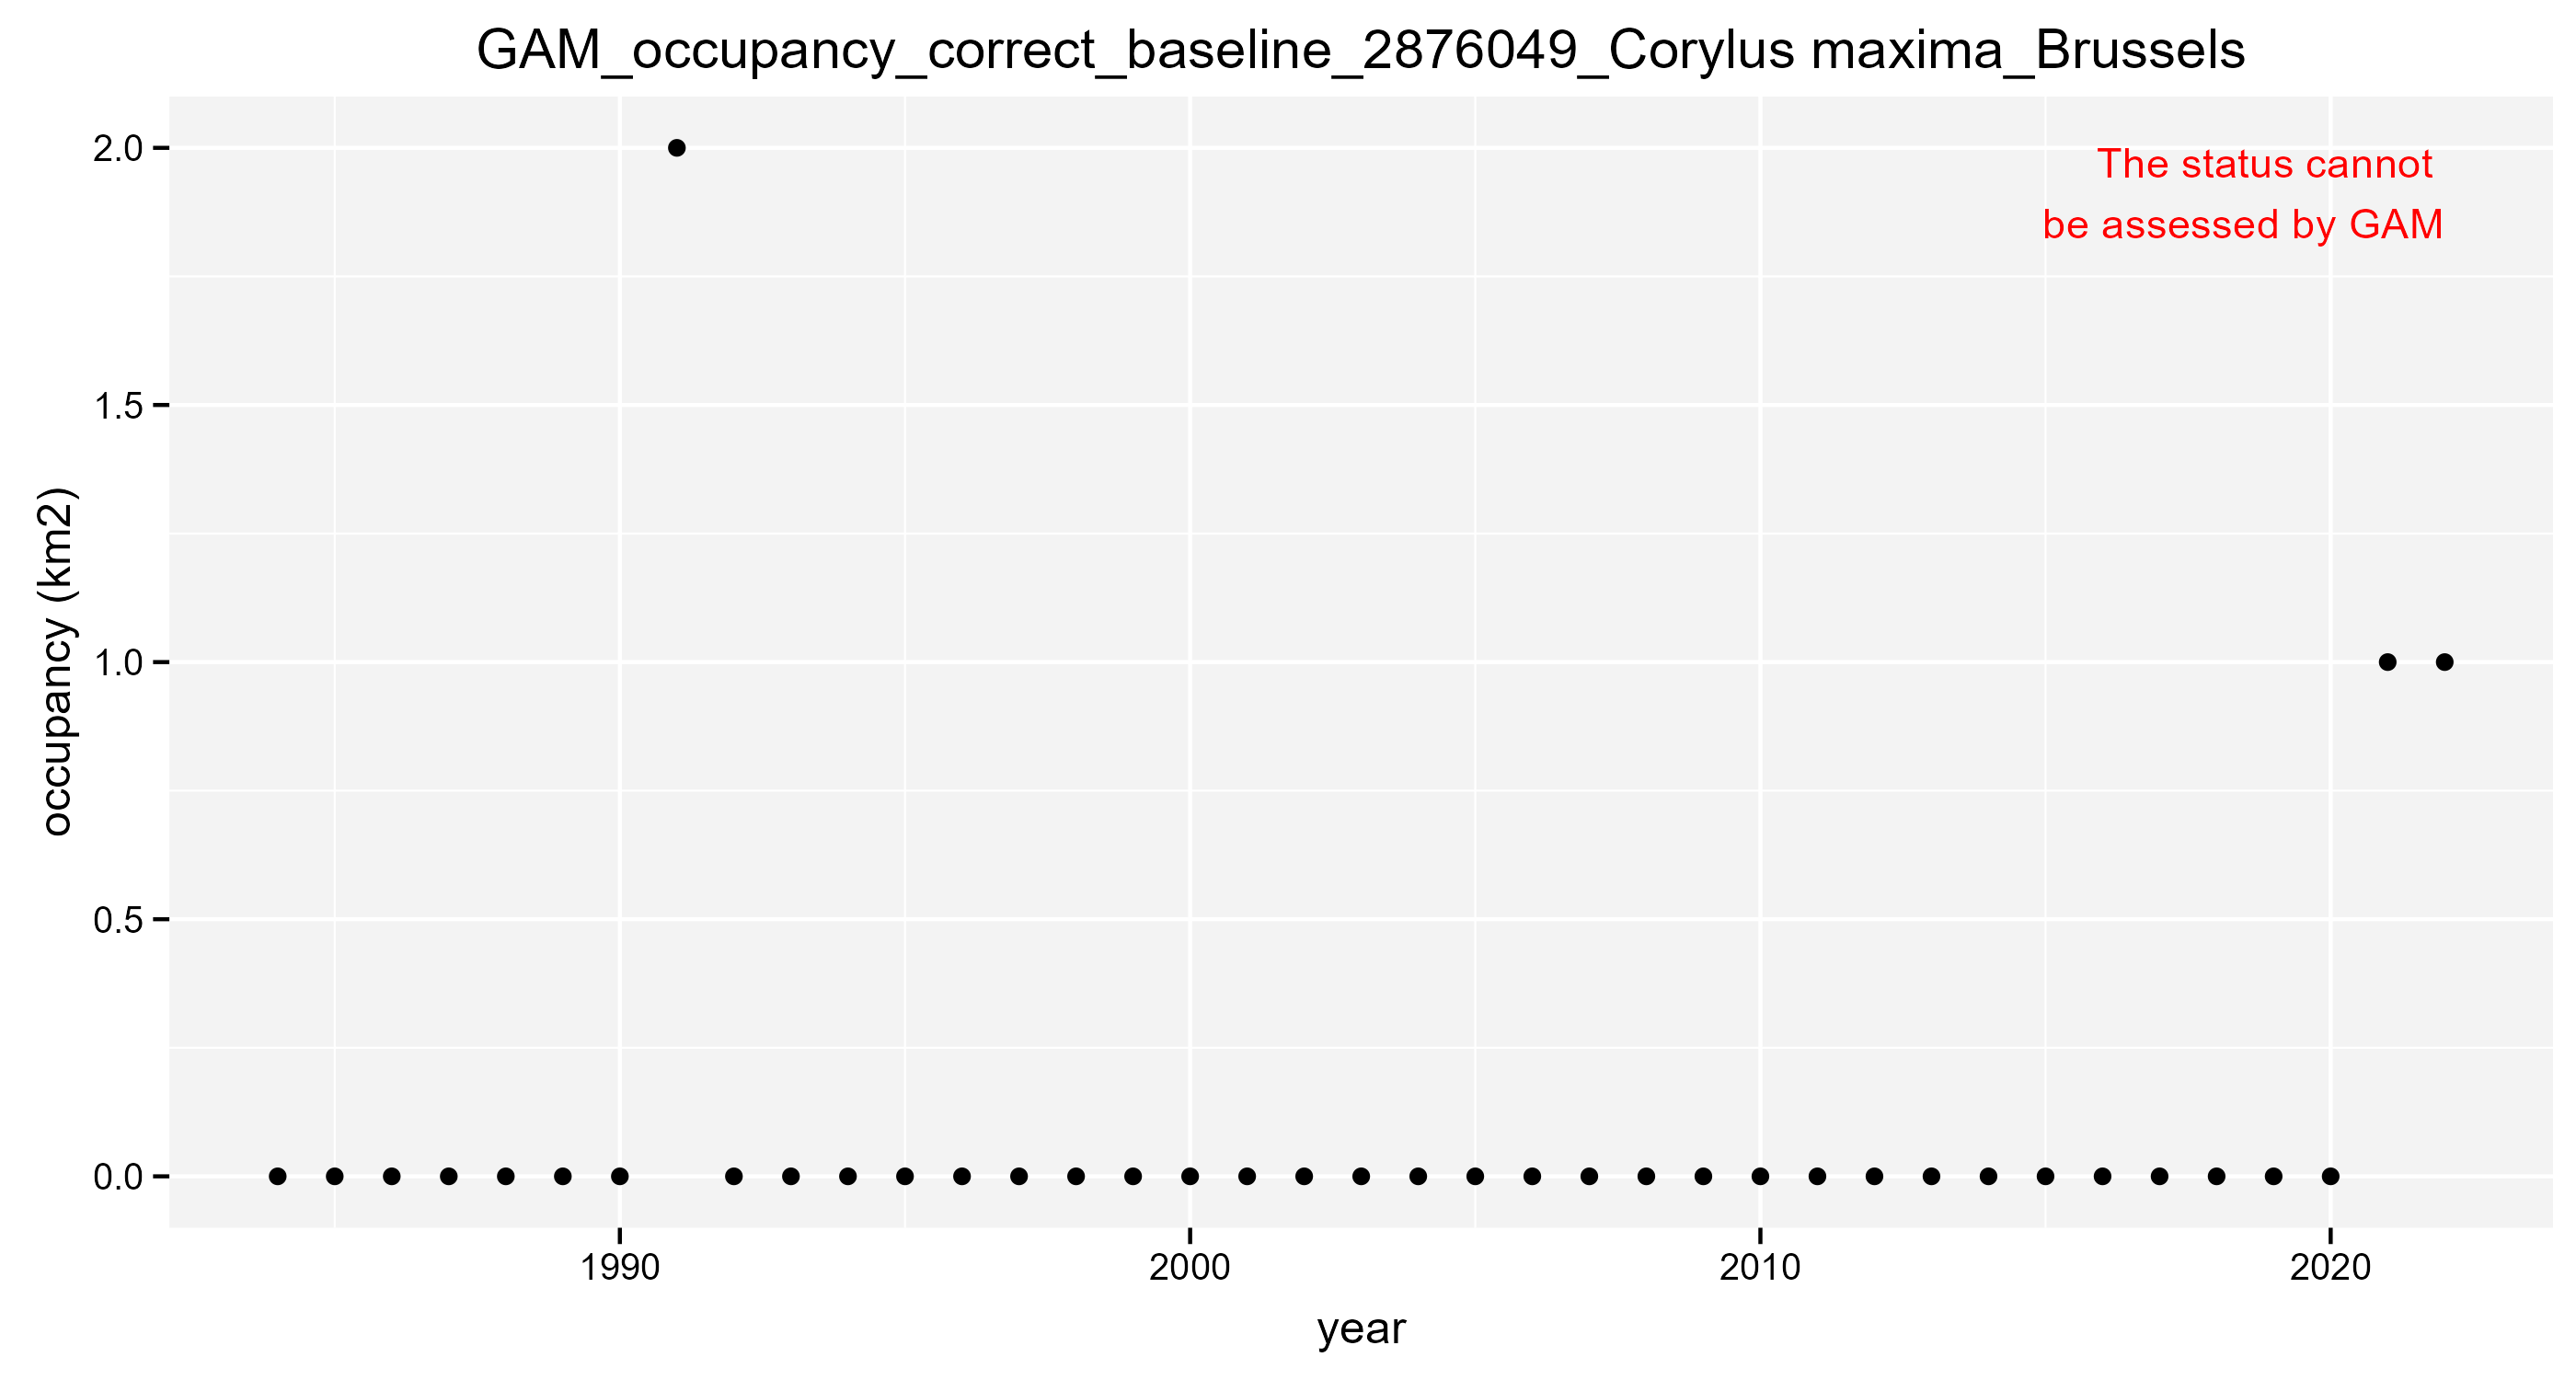 GAM_occupancy_correct_baseline_2876049_Corylus maxima_Brussels
The status cannot
be assessed by GAM
occupancy (km2)
2.0
1.5
1.0
0.5
0.0
1990 2000 2010 2020
year